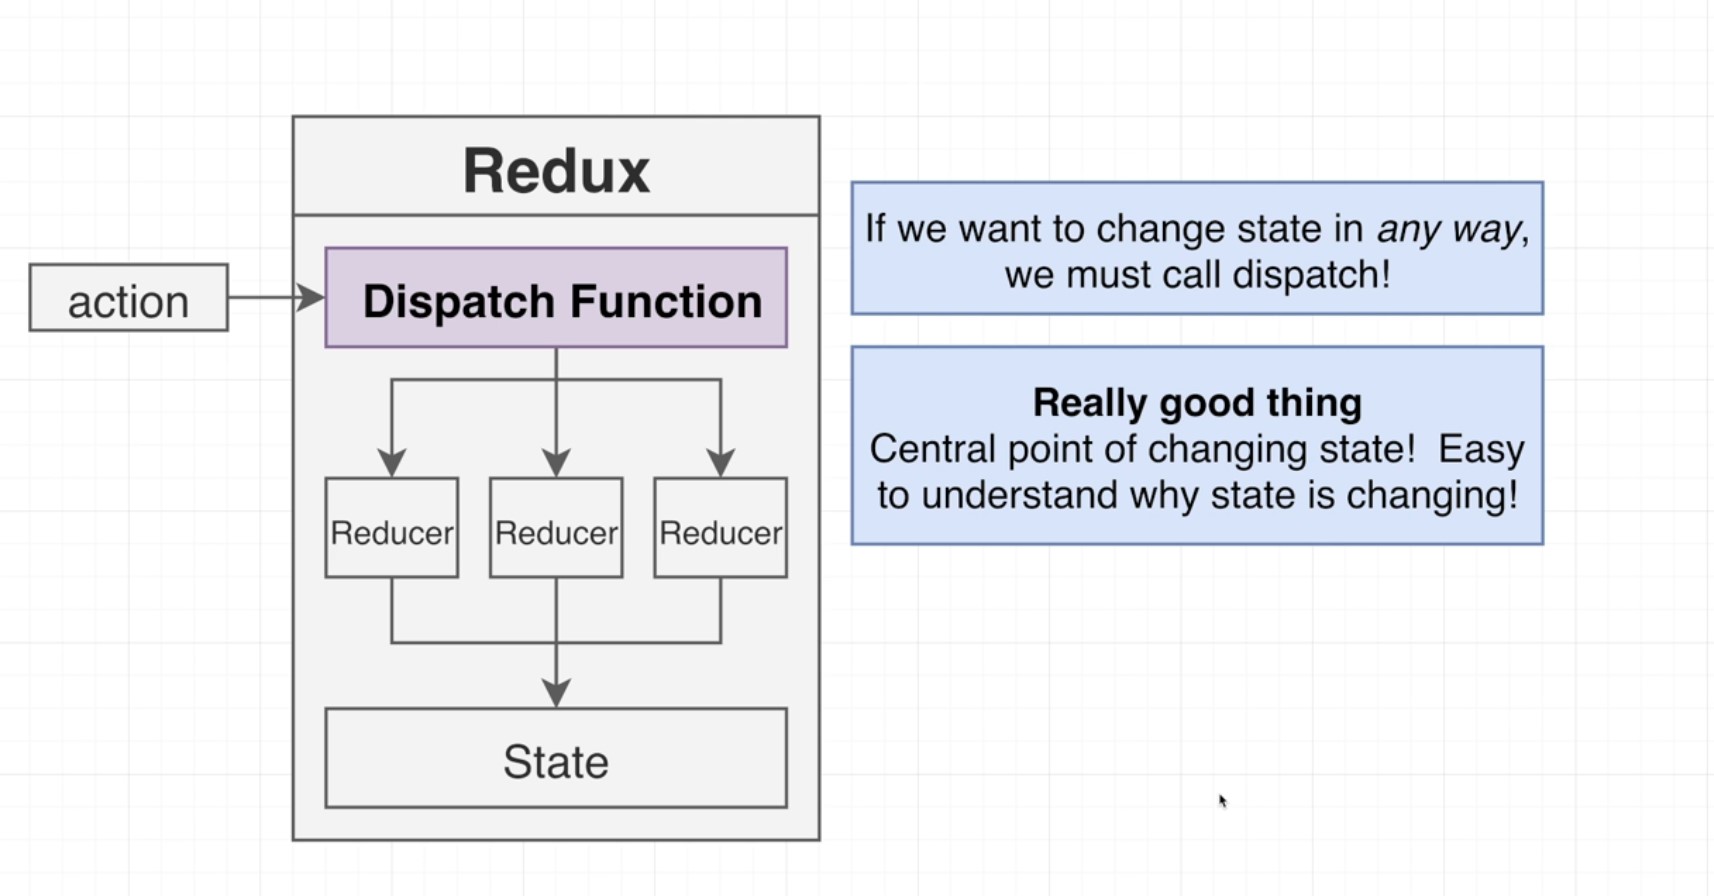 Redux
action
Dispatch Function
Reducer
Reducer
Reducer
State
If we want to change state in any way,
we must call dispatch!
Really good thing
Central point of changing state!  Easy
to understand why state is changing!